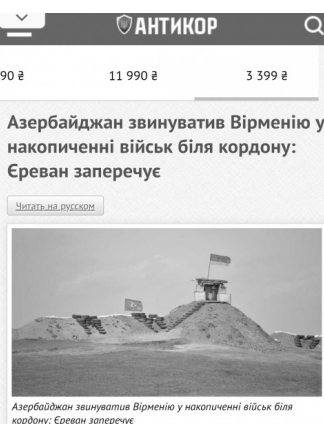 АНТИКОР
90 ₴ 11 990 ₴ 3 399 ₴
Азербайджан звинуватив Вірменію у
накопиченні військ біля кордону:
Єреван заперечує
Читать на русском
Азербайджан звинуватив Вірменію у накопиченні військ біля
кордону: Єреван заперечує